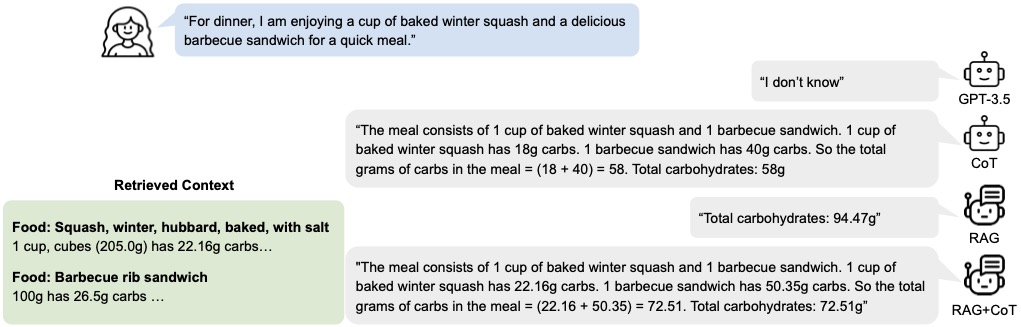 “For dinner, I am enjoying a cup of baked winter squash and a delicious
barbecue sandwich for a quick meal.”
“I don’t know”
GPT-3.5
“The meal consists of 1 cup of baked winter squash and 1 barbecue sandwich. 1 cup of
baked winter squash has 18g carbs. 1 barbecue sandwich has 40g carbs. So the total
grams of carbs in the meal = (18 + 40) = 58. Total carbohydrates: 58g
CoT
Retrieved Context
Food: Squash, winter, hubbard, baked, with salt
1 cup, cubes (205.0g) has 22.16g carbs…
Food: Barbecue rib sandwich
100g has 26.5g carbs …
“Total carbohydrates: 94.47g”
RAG
"The meal consists of 1 cup of baked winter squash and 1 barbecue sandwich. 1 cup of
baked winter squash has 22.16g carbs. 1 barbecue sandwich has 50.35g carbs. So the total
grams of carbs in the meal = (22.16 + 50.35) = 72.51. Total carbohydrates: 72.51g”
RAG+CoT